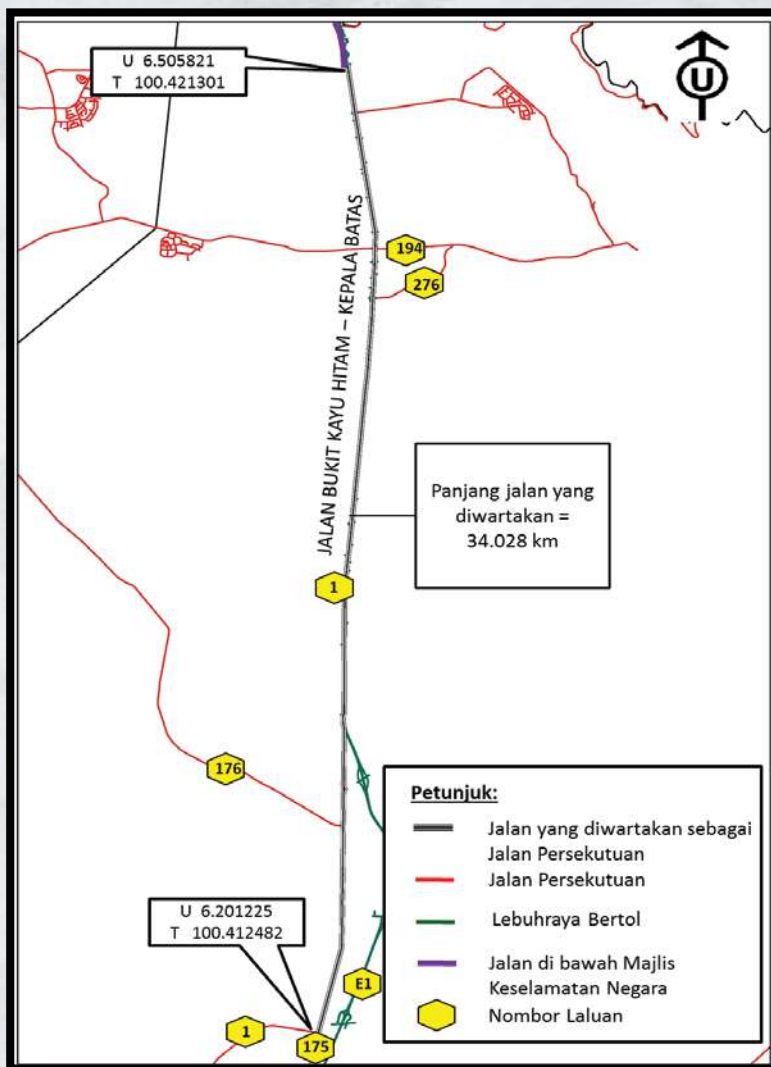 U 6.505821
T 100.421301
U
194
276
JALAN BUKIT KAYU HITAM – KEPALA BATAS
Panjang jalan yang
diwartakan =
34.028 km
1
176
U 6.201225
T 100.412482
E1
1
175
Petunjuk:
Jalan yang diwartakan sebagai
Jalan Persekutuan
Jalan Persekutuan
Lebuhraya Bertol
Jalan di bawah Majlis
Keselamatan Negara
Nombor Laluan